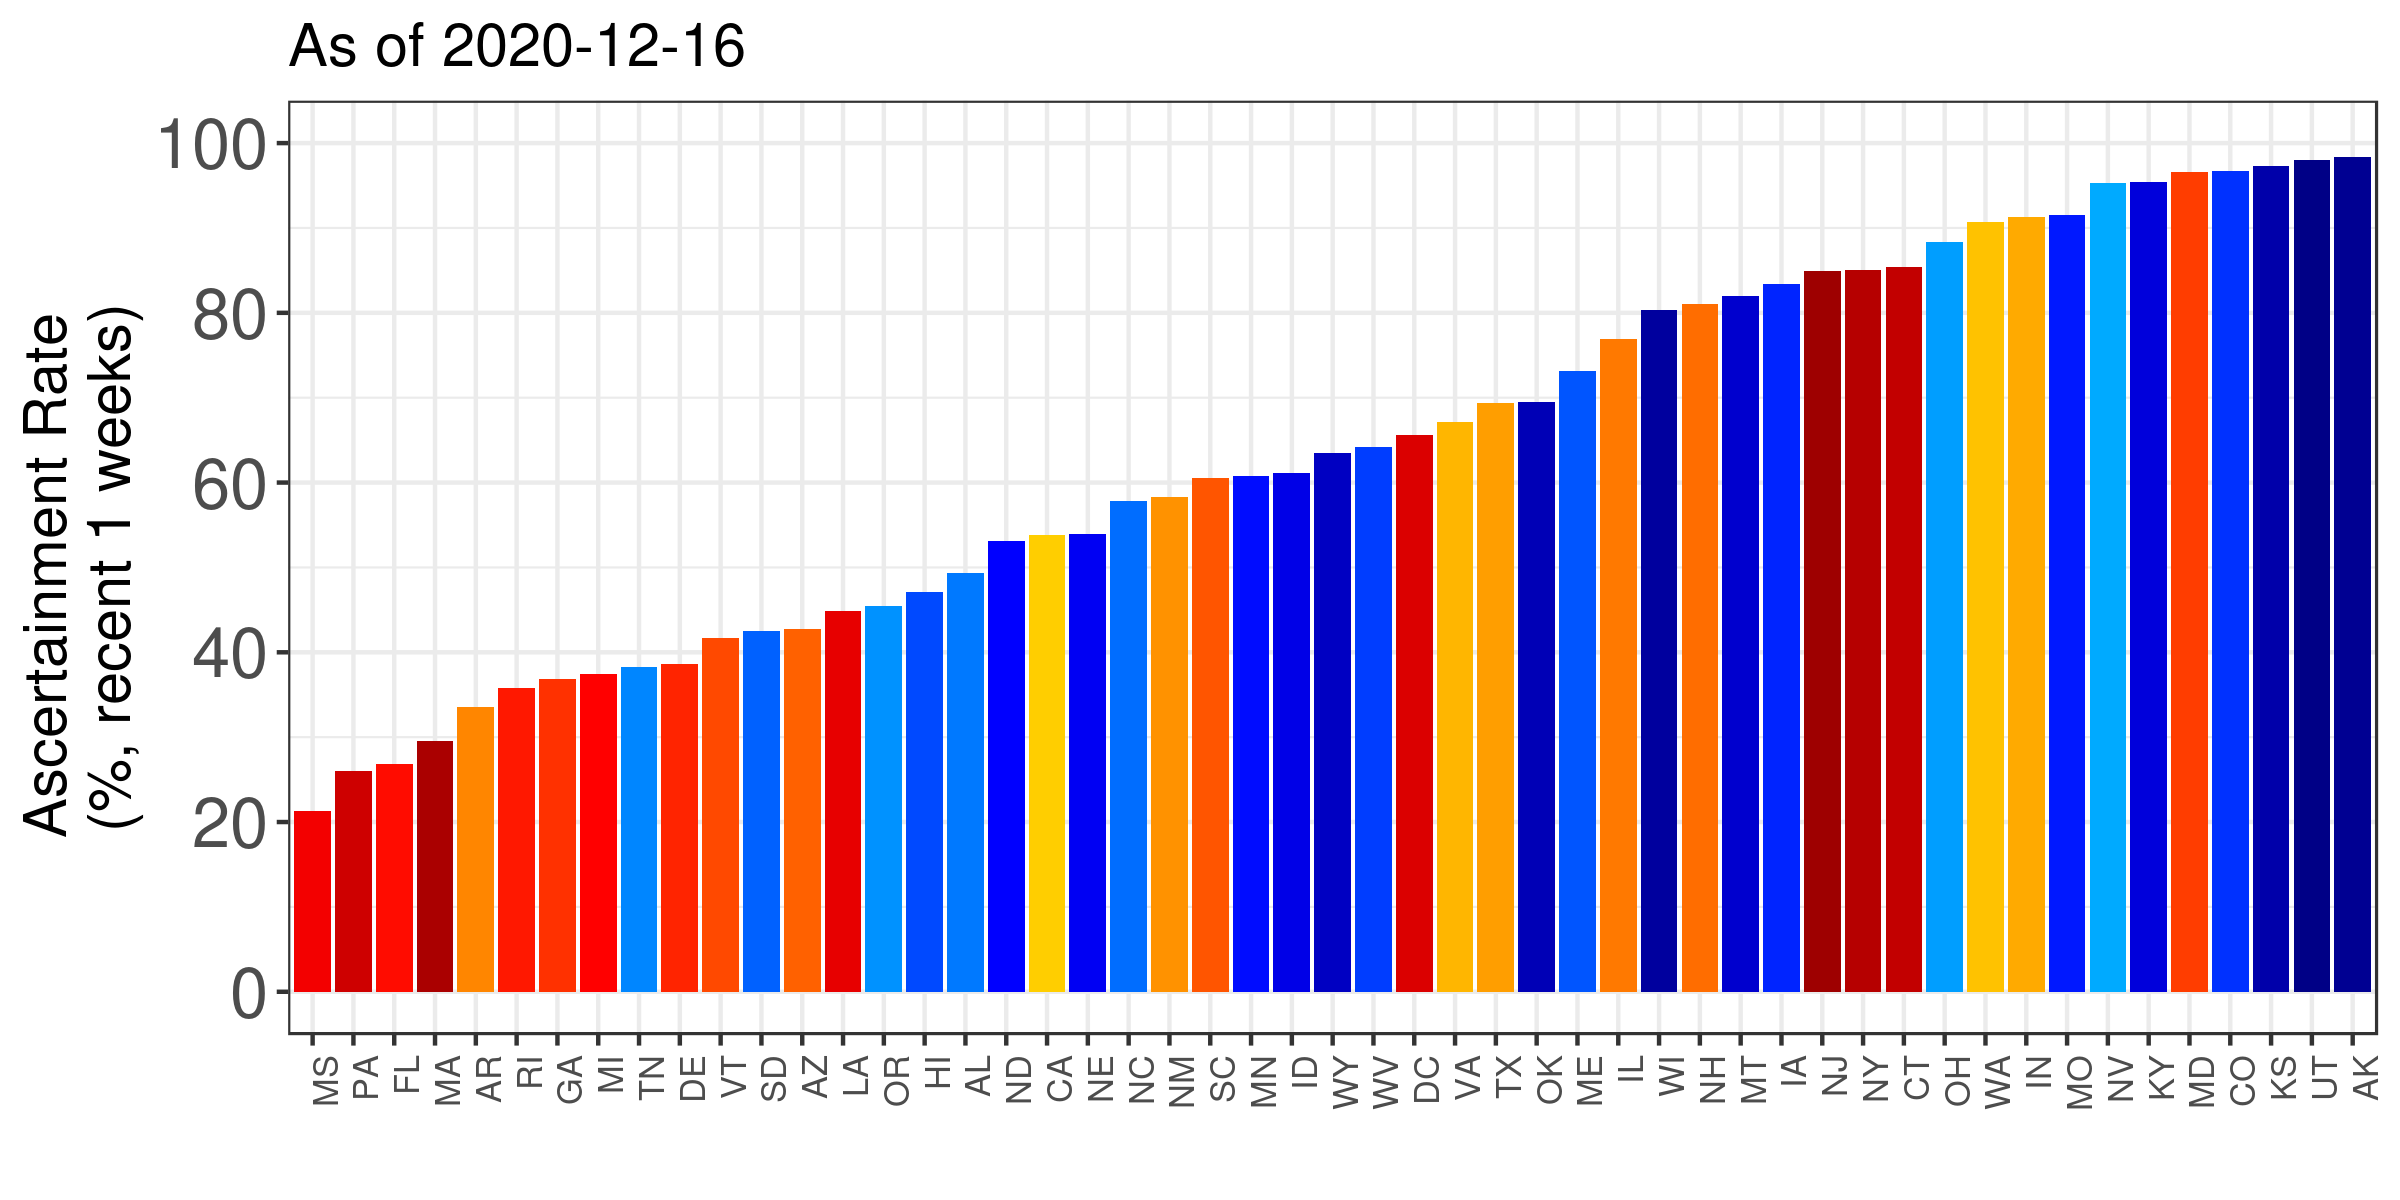 As of 2020-12-16
Ascertainment Rate
(%, recent 1 weeks)
100
80
60
40
20
0
MS PA FL MA AR RI GA MI TN DE VT SD AZ LA OR HI AL ND CA NE NC NM SC MN ID WY WV DC VA TX OK ME IL WI NH MT IA NJ NY CT OH WA IN MO NV KY MD CO KS UT AK